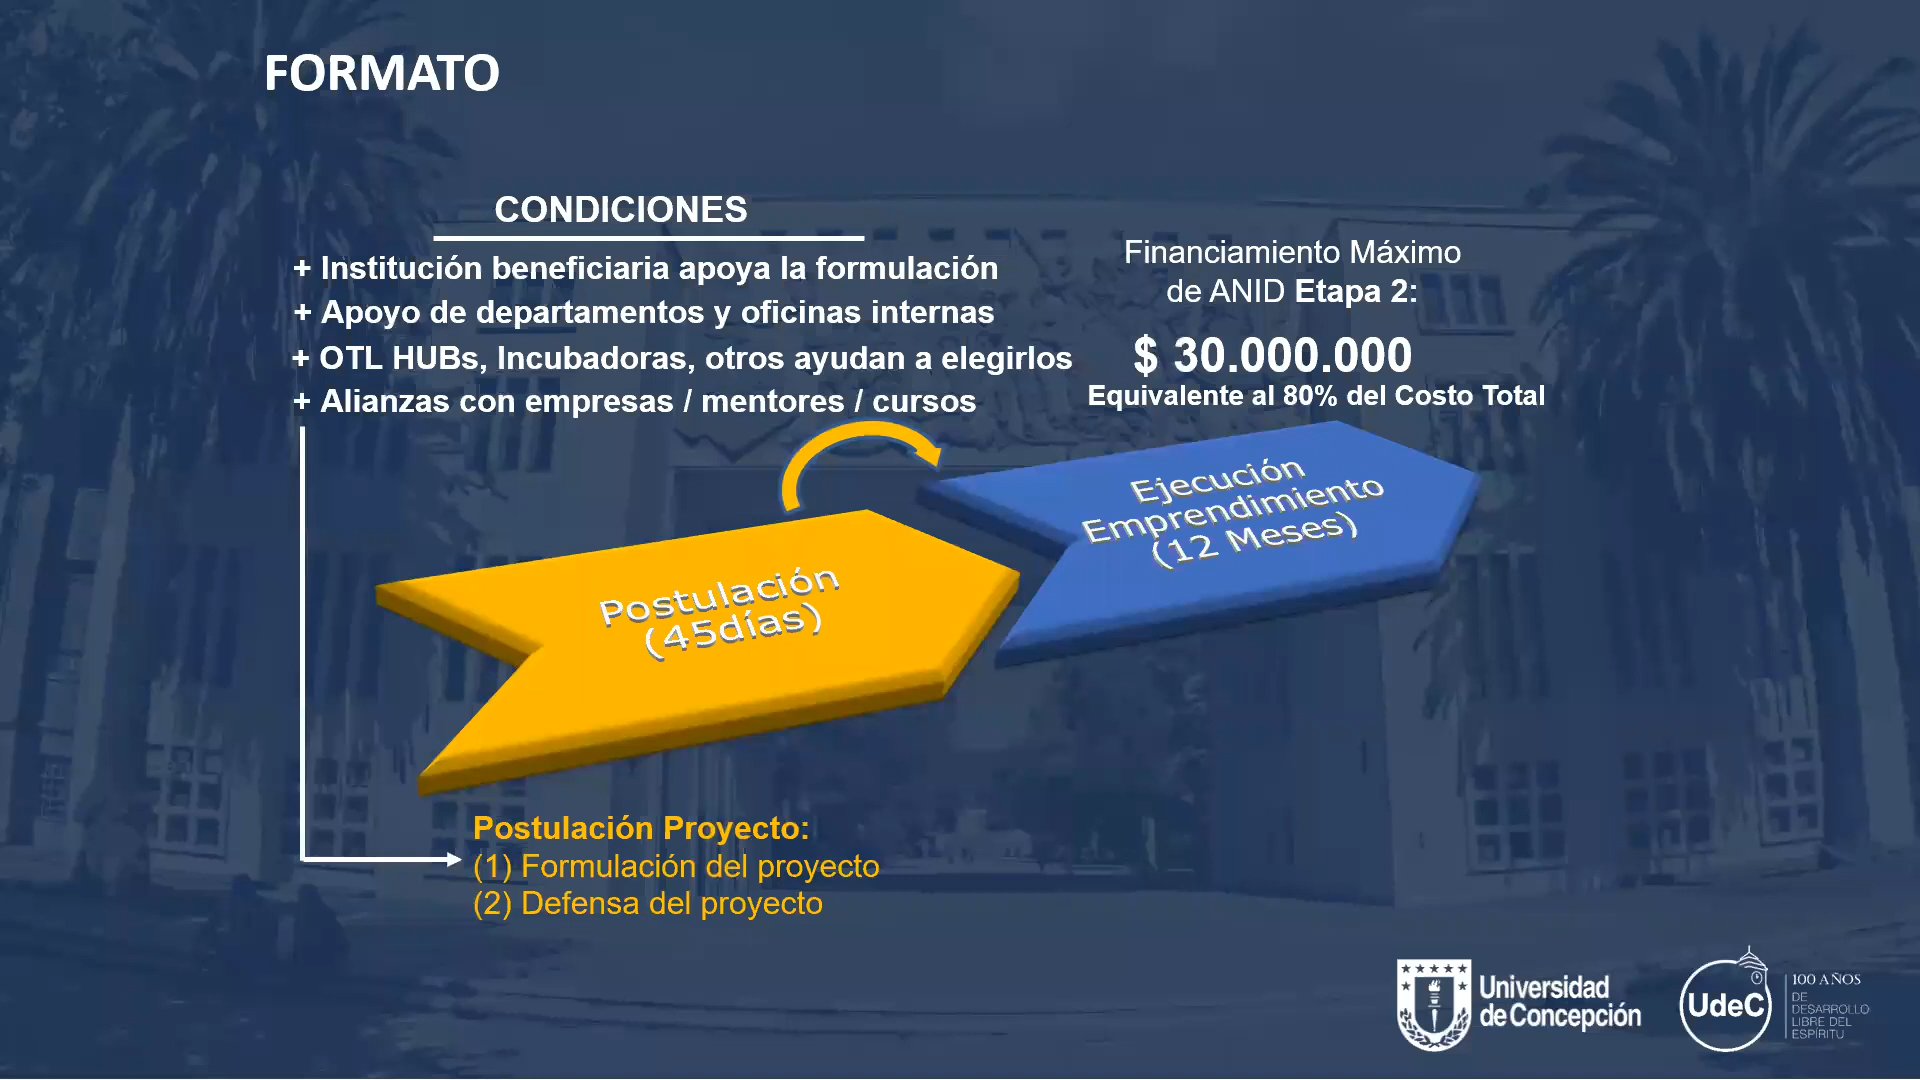 FORMATO
CONDICIONES
+ Institución beneficiaria apoya la formulación
+ Apoyo de departamentos y oficinas internas
+ OTL HUBs, Incubadoras, otros ayudan a elegirlos
+ Alianzas con empresas / mentores / cursos
Financiamiento Máximo
de ANID Etapa 2:
$ 30.000.000
Equivalente al 80% del Costo Total
Postulación
(45días)
Ejecución
Emprendimiento
(12 Meses)
Postulación Proyecto:
(1) Formulación del proyecto
(2) Defensa del proyecto
Universidad
de Concepción
UdeC
100 AÑOS
DE
DESARROLLO
LIBRE DEL
ESPÍRITU